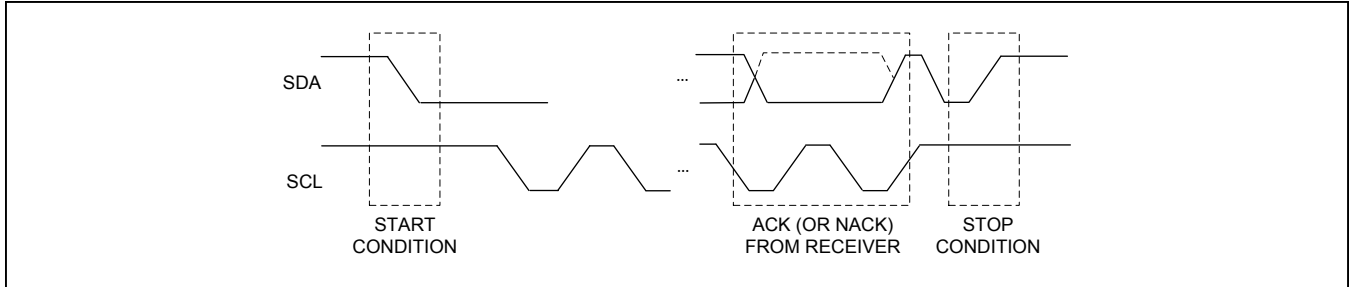 SDA
...
SCL
...
START
CONDITION
ACK (OR NACK)
FROM RECEIVER
STOP
CONDITION